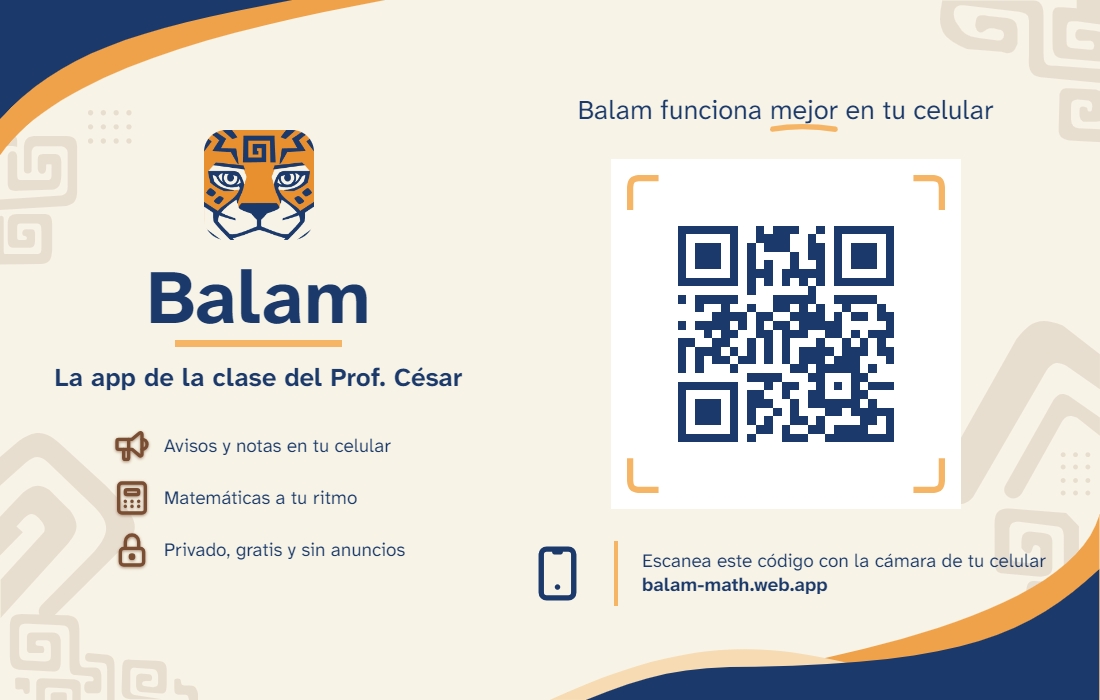 Balam
La app de la clase del Prof. César
Avisos y notas en tu celular
Matemáticas a tu ritmo
Privado, gratis y sin anuncios
Balam funciona mejor en tu celular
Escanea este código con la cámara de tu celular
balam-math.web.app